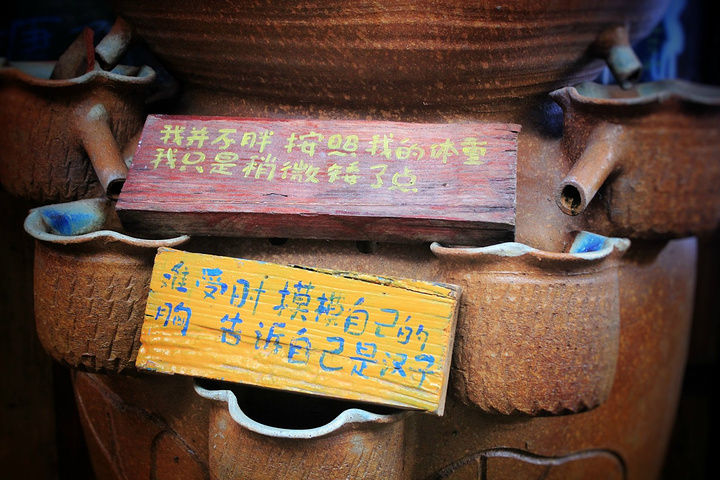 我并不胖 按照我的体重
我只是稍微矮了点
难受时 摸摸自己的
胸 告诉自己是汉子